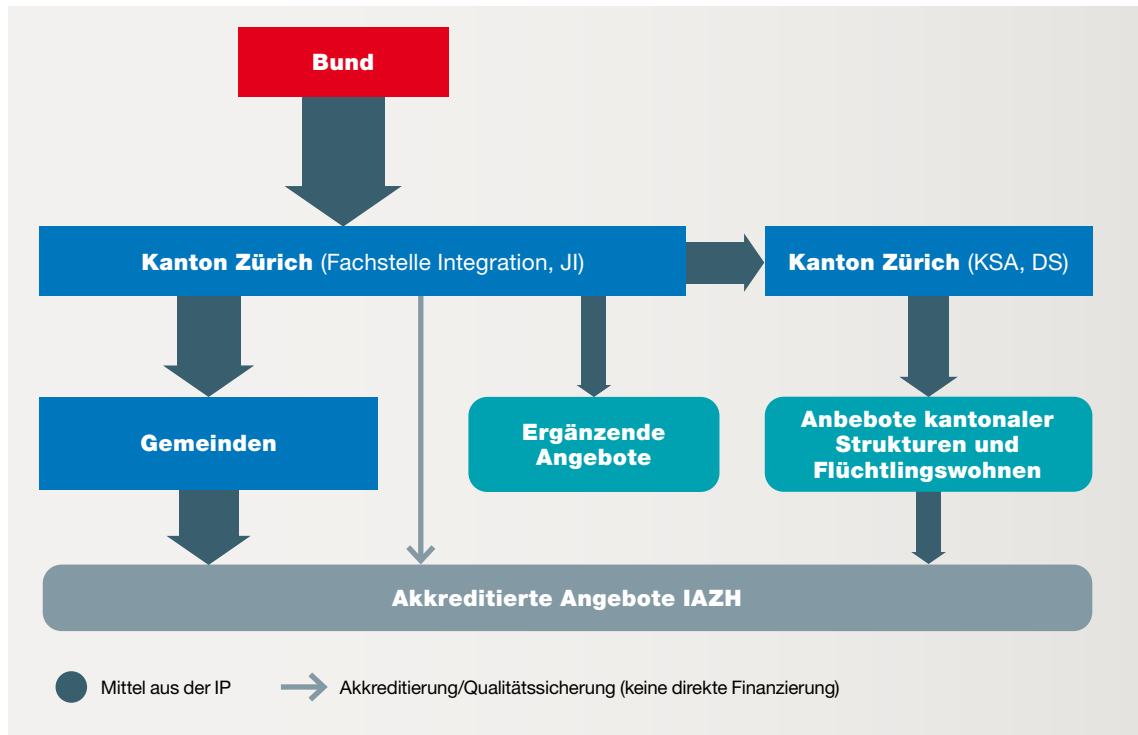 Bund
Kanton Zürich (Fachstelle Integration, JI)
Kanton Zürich (KSA, DS)
Gemeinden
Ergänzende
Angebote
Anbebote kantonaler
Strukturen und
Flüchtlingswohnen
Akkreditierte Angebote IAZH
Mittel aus der IP
Akkreditierung/Qualitätssicherung (keine direkte Finanzierung)